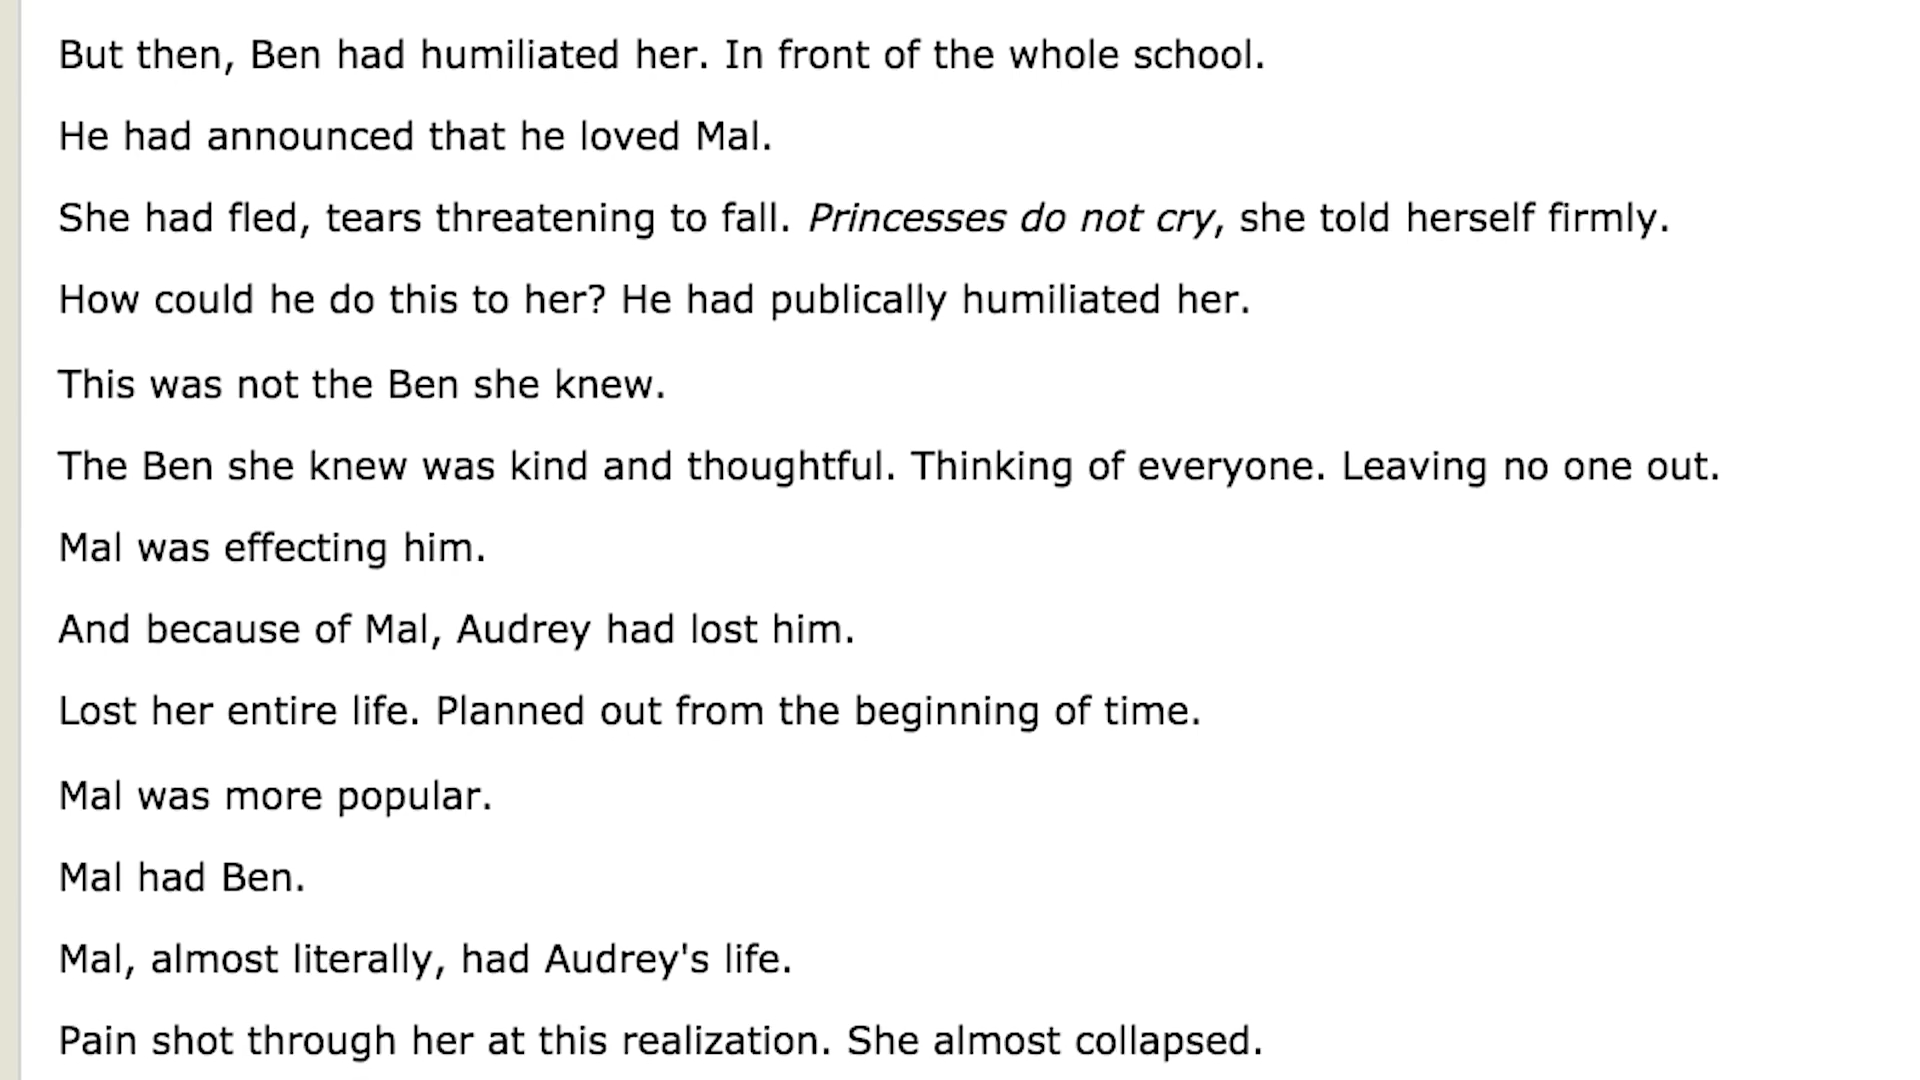 But then, Ben had humiliated her. In front of the whole school.
He had announced that he loved Mal.
She had fled, tears threatening to fall. Princesses do not cry, she told herself firmly.
How could he do this to her? He had publically humiliated her.
This was not the Ben she knew.
The Ben she knew was kind and thoughtful. Thinking of everyone. Leaving no one out.
Mal was effecting him.
And because of Mal, Audrey had lost him.
Lost her entire life. Planned out from the beginning of time.
Mal was more popular.
Mal had Ben.
Mal, almost literally, had Audrey's life.
Pain shot through her at this realization. She almost collapsed.